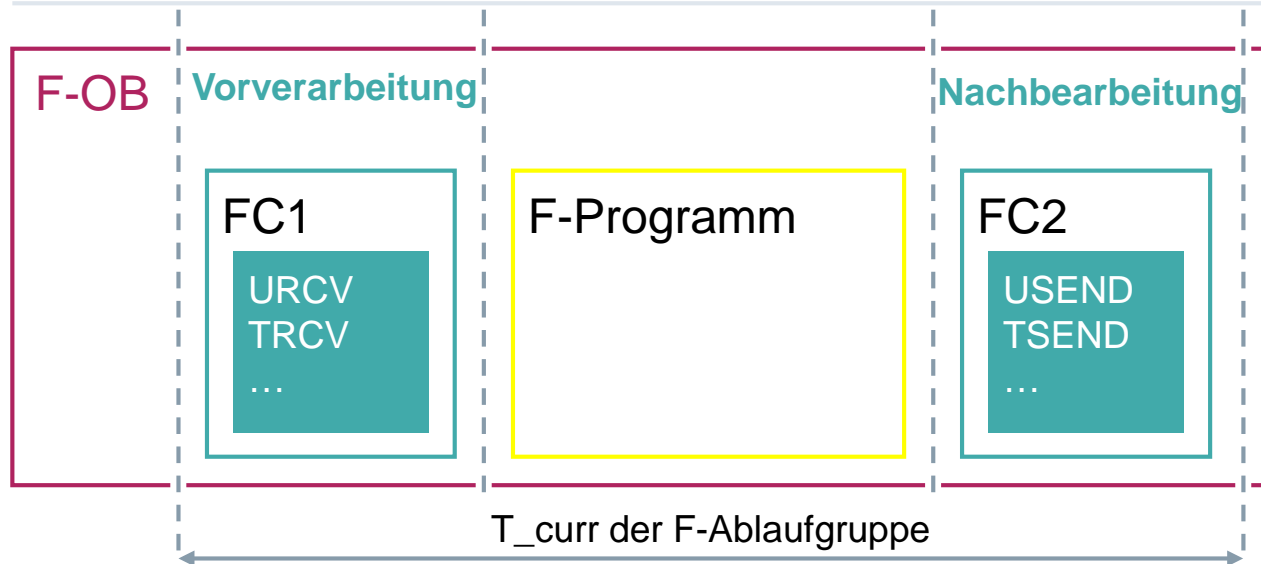 F-OB
Vorverarbeitung
Nachbearbeitung
FC1
URCV
TRCV
…
F-Programm
FC2
USEND
TSEND
…
T_curr der F-Ablaufgruppe